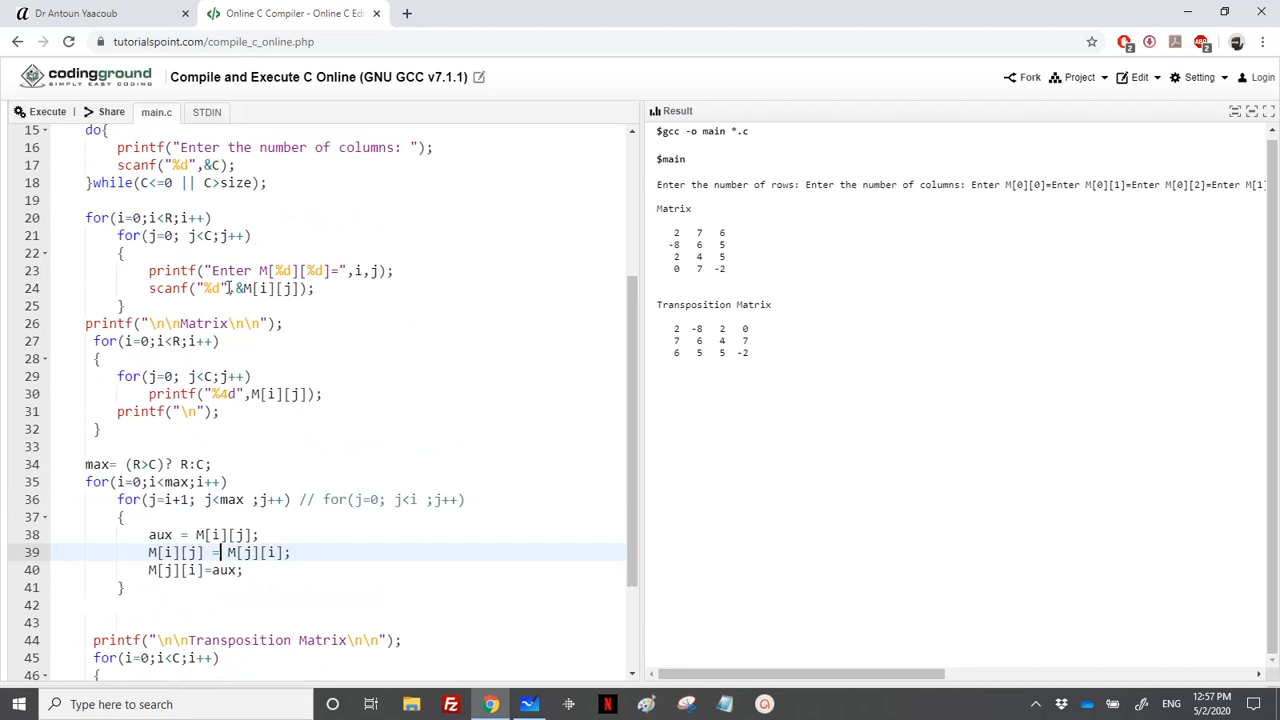 Dr Antoun Yaacoub
Online C Compiler - Online C Edi
tutorialspoint.com/compile_c_online.php
2
ABP
2
codingground
SIMPLY EASY CODING
Compile and Execute C Online (GNU GCC v7.1.1)
Fork
Project
Edit
Setting
Login
Execute
Share
main.c
STDIN
Result
15 do{
16 printf("Enter the number of columns: ");
17 scanf("%d",&C);
18 }while(C<=0 || C>size);
19
20 for(i=0;i<R;i++)
21 for(j=0; j<C;j++)
22 {
23 printf("Enter M[%d][%d]=",i,j);
24 scanf("%d",&M[i][j]);
25 }
26 printf("\n\nMatrix\n\n");
27 for(i=0;i<R;i++)
28 {
29 for(j=0; j<C;j++)
30 printf("%4d",M[i][j]);
31 printf("\n");
32 }
33
34 max= (R>C)? R:C;
35 for(i=0;i<max;i++)
36 for(j=i+1; j<max ;j++) // for(j=0; j<i ;j++)
37 {
38 aux = M[i][j];
39 M[i][j] = M[j][i];
40 M[j][i]=aux;
41 }
42
43
44 printf("\n\nTransposition Matrix\n\n");
45 for(i=0;i<C;i++)
46 {
$gcc -o main *.c
$main
Enter the number of rows: Enter the number of columns: Enter M[0][0]=Enter M[0][1]=Enter M[0][2]=Enter M[1]
Matrix
2 7 6
-8 6 5
2 4 5
0 7 -2
Transposition Matrix
2 -8 2 0
7 6 4 7
6 5 5 -2
Type here to search
ENG
12:57 PM
5/2/2020